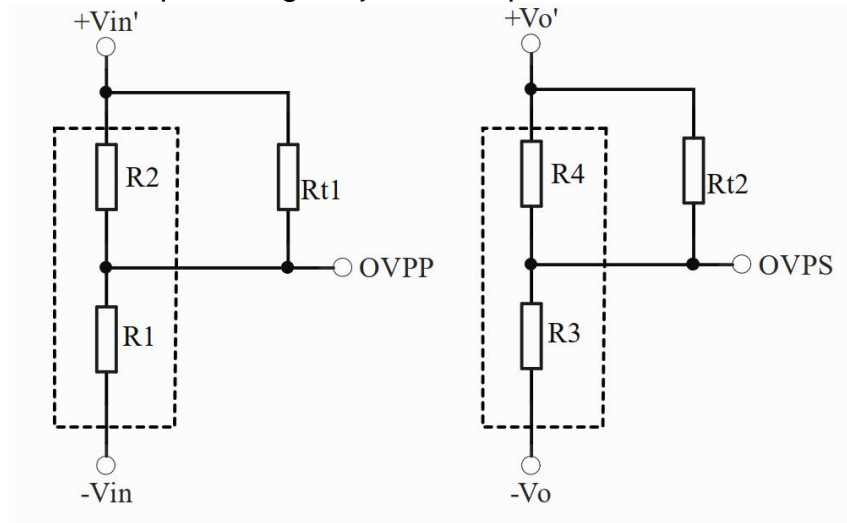 +Vin'
+Vo'
R2
Rt1
R4
Rt2
OVPP
OVPS
R1
R3
-Vin
-Vo